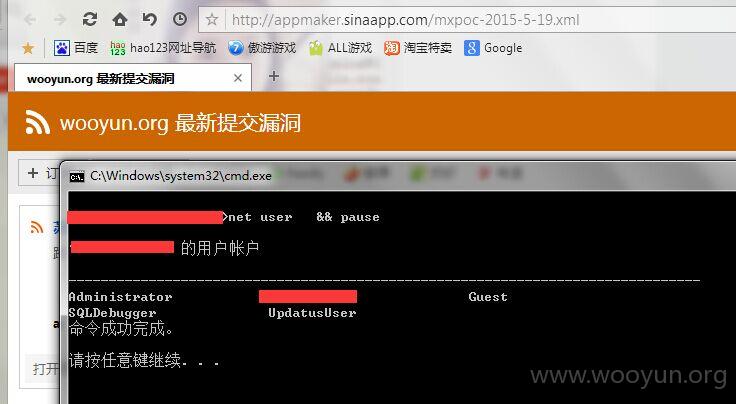 http://appmaker.sinaapp.com/mxpoc-2015-5-19.xml
百度 hao123网址导航 傲游游戏 ALL游戏 淘宝特卖 Google
wooyun.org 最新提交漏洞
wooyun.org 最新提交漏洞
C:\Windows\system32\cmd.exe
>net user && pause
的用户帐户
Administrator Guest
SQLDebugger UpdatusUser
命令成功完成。
请按任意键继续. . .
打开
www.wooyun.org